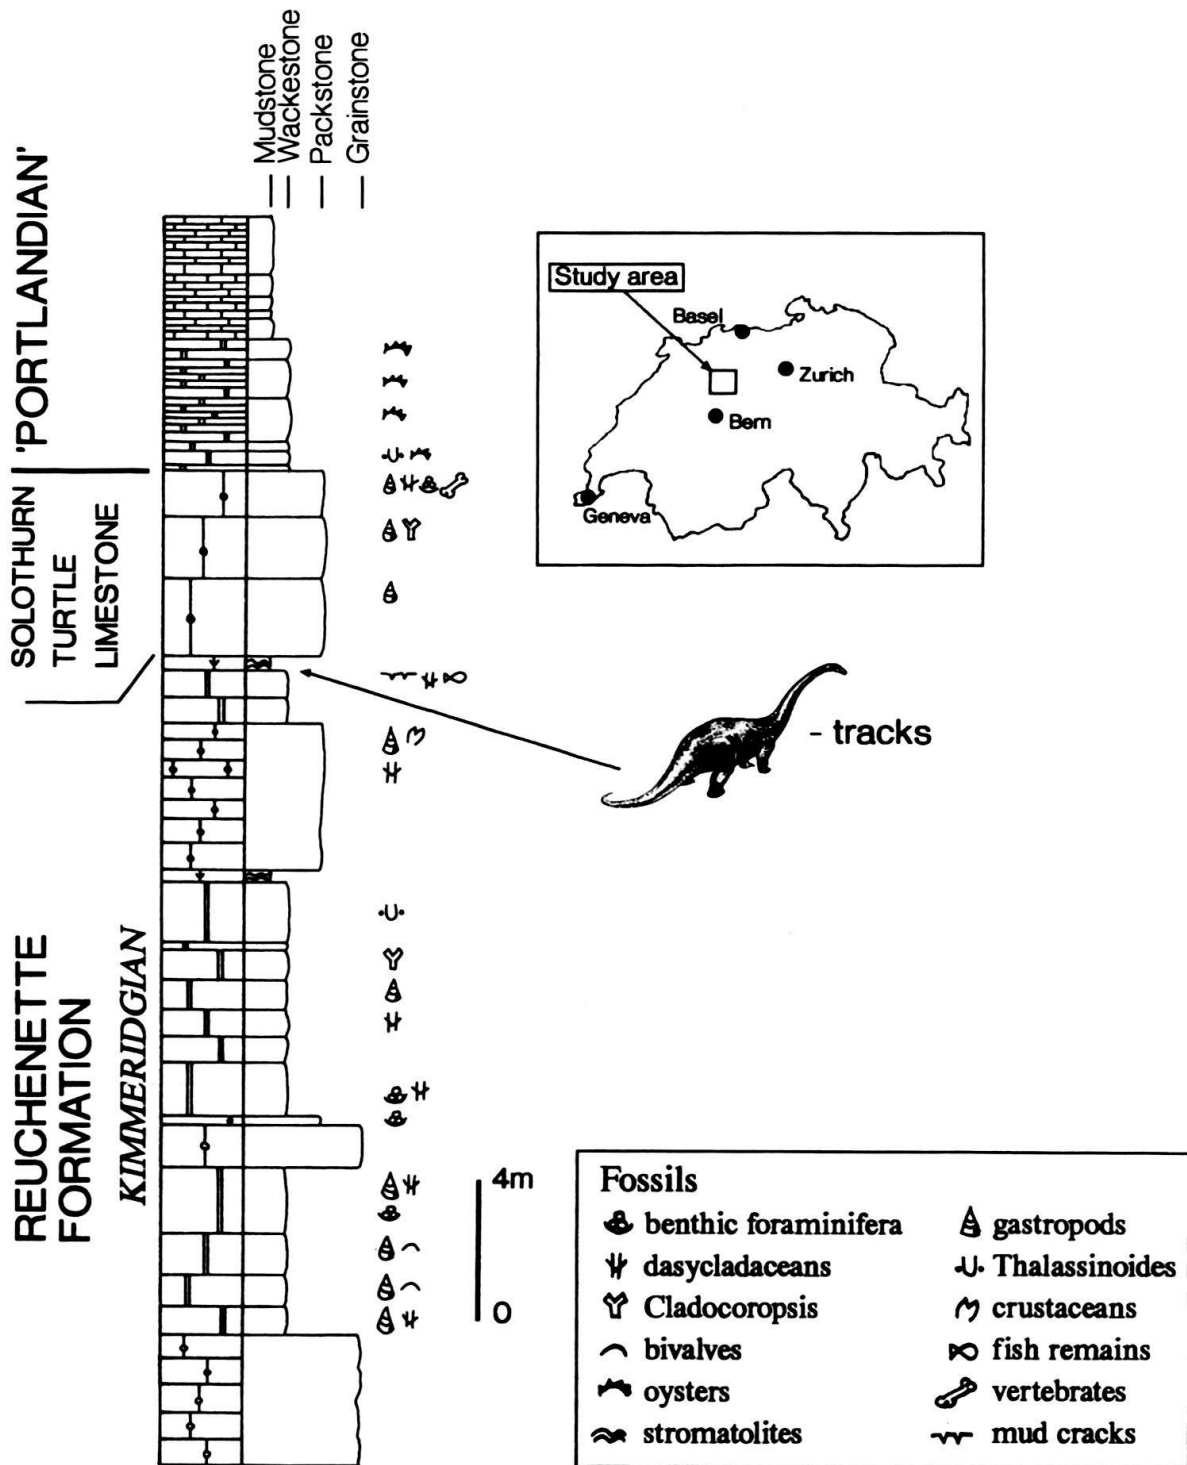 Mudstone
Wackestone
Packstone
Grainstone
'PORTLANDIAN'
SOLOTHURN
TURTLE
LIMESTONE
REUCHENETTE
FORMATION
KIMMERIDGIAN
Study area
Basel
Zurich
Bern
Geneva
- tracks
4m
0
Fossils
benthic foraminifera
dasycladaceans
Cladocoropsis
bivalves
oysters
stromatolites
gastropods
Thalassinoides
crustaceans
fish remains
vertebrates
mud cracks